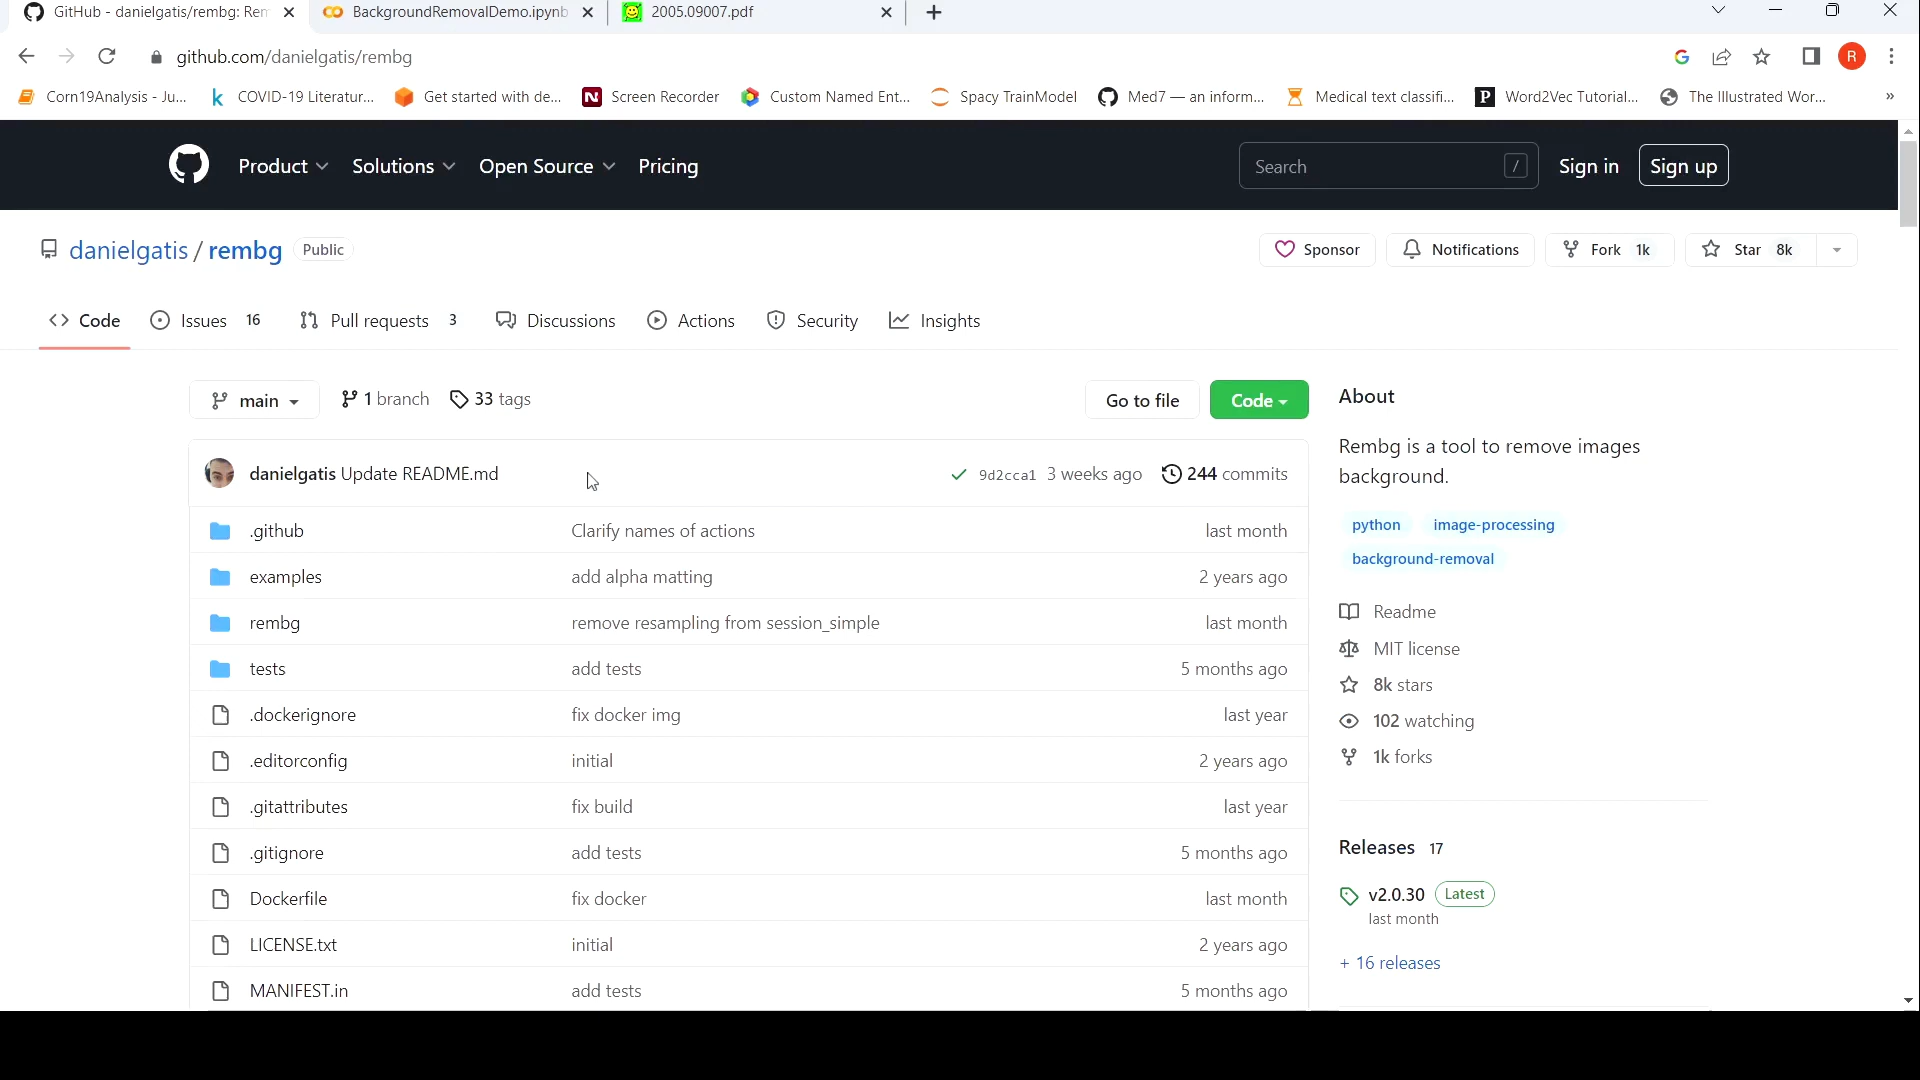 GitHub - danielgatis/rembg: Rem
BackgroundRemovalDemo.ipynb
2005.09007.pdf
github.com/danielgatis/rembg
R
Corn19Analysis - Ju...
COVID-19 Literatur...
Get started with de...
Screen Recorder
Custom Named Ent...
Spacy TrainModel
Med7 — an inform...
Medical text classifi...
Word2Vec Tutorial...
The Illustrated Wor...
»
Product
Solutions
Open Source
Pricing
Search
/
Sign in
Sign up
danielgatis / rembg Public
Sponsor
Notifications
Fork 1k
Star 8k
Code
Issues 16
Pull requests 3
Discussions
Actions
Security
Insights
main
1 branch
33 tags
Go to file
Code
danielgatis Update README.md
9d2cca1 3 weeks ago
244 commits
.github Clarify names of actions last month
examples add alpha matting 2 years ago
rembg remove resampling from session_simple last month
tests add tests 5 months ago
.dockerignore fix docker img last year
.editorconfig initial 2 years ago
.gitattributes fix build last year
.gitignore add tests 5 months ago
Dockerfile fix docker last month
LICENSE.txt initial 2 years ago
MANIFEST.in add tests 5 months ago
About
Rembg is a tool to remove images
background.
python image-processing
background-removal
Readme
MIT license
8k stars
102 watching
1k forks
Releases 17
v2.0.30 Latest
last month
+ 16 releases